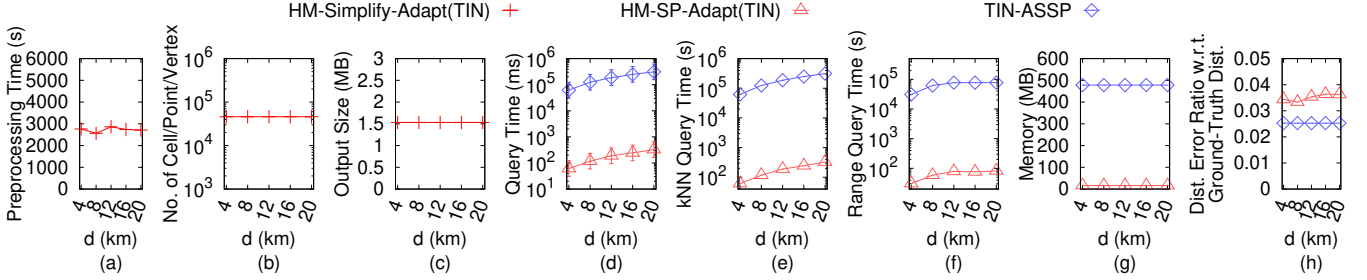 HM-Simplify-Adapt(TIN) HM-SP-Adapt(TIN) TIN-ASSP
Preprocessing Time (s)
6000
5000
4000
3000
2000
1000
0
4 8 12 16 20
d (km)
(a)
No. of Cell/Point/Vertex
10^6
10^5
10^4
10^3
4 8 12 16 20
d (km)
(b)
Output Size (MB)
3
2.5
2
1.5
1
0.5
0
4 8 12 16 20
d (km)
(c)
Query Time (ms)
10^6
10^5
10^4
10^3
10^2
10^1
4 8 12 16 20
d (km)
(d)
kNN Query Time (s)
10^6
10^5
10^4
10^3
10^2
4 8 12 16 20
d (km)
(e)
Range Query Time (s)
10^5
10^4
10^3
10^2
4 8 12 16 20
d (km)
(f)
Memory (MB)
600
500
400
300
200
100
0
4 8 12 16 20
d (km)
(g)
Dist. Error Ratio w.r.t.
Ground-Truth Dist.
0.05
0.04
0.03
0.02
0.01
0
4 8 12 16 20
d (km)
(h)